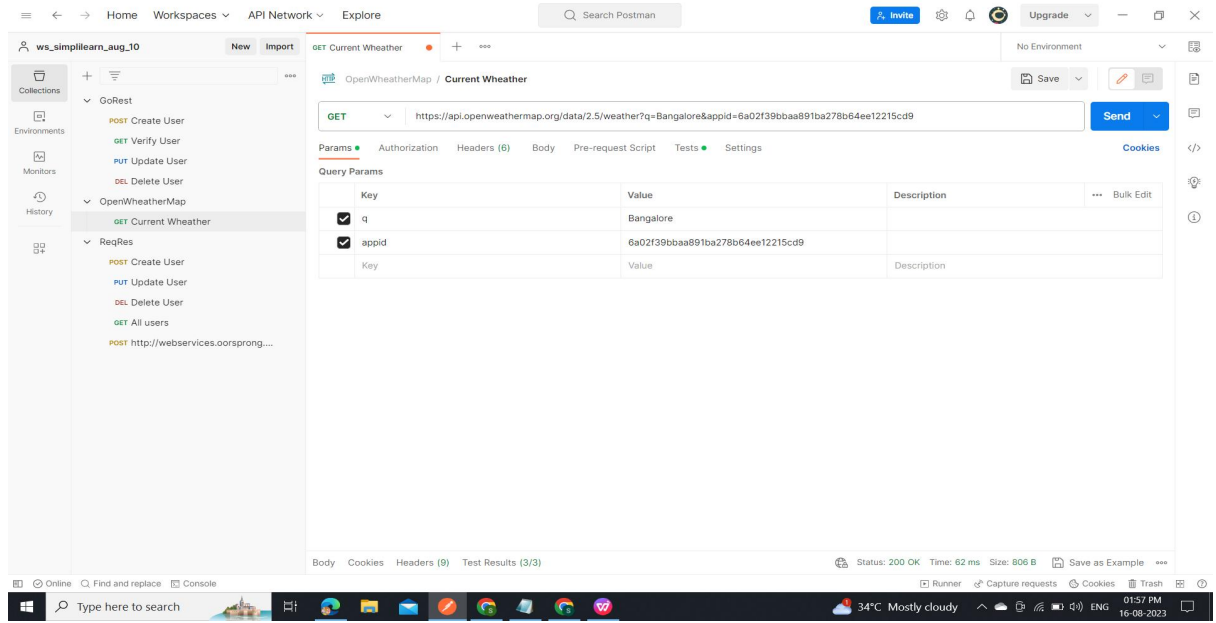 Home Workspaces API Network Explore Search Postman Invite Upgrade
ws_simplilearn_aug_10 New Import GET Current Wheather No Environment
Collections
Environments
Monitors
History
GoRest
POST Create User
GET Verify User
PUT Update User
DEL Delete User
OpenWheatherMap
GET Current Wheather
ReqRes
POST Create User
PUT Update User
DEL Delete User
GET All users
POST http://webservices.oorsprong....
HTTP OpenWheatherMap / Current Wheather Save
GET https://api.openweathermap.org/data/2.5/weather?q=Bangalore&appid=6a02f39bbaa891ba278b64ee12215cd9 Send
Params Authorization Headers (6) Body Pre-request Script Tests Settings Cookies
Query Params
Key Value Description Bulk Edit
q Bangalore
appid 6a02f39bbaa891ba278b64ee12215cd9
Key Value Description
Body Cookies Headers (9) Test Results (3/3) Status: 200 OK Time: 62 ms Size: 806 B Save as Example
Online Find and replace Console Runner Capture requests Cookies Trash
Type here to search 34°C Mostly cloudy ENG 01:57 PM
16-08-2023